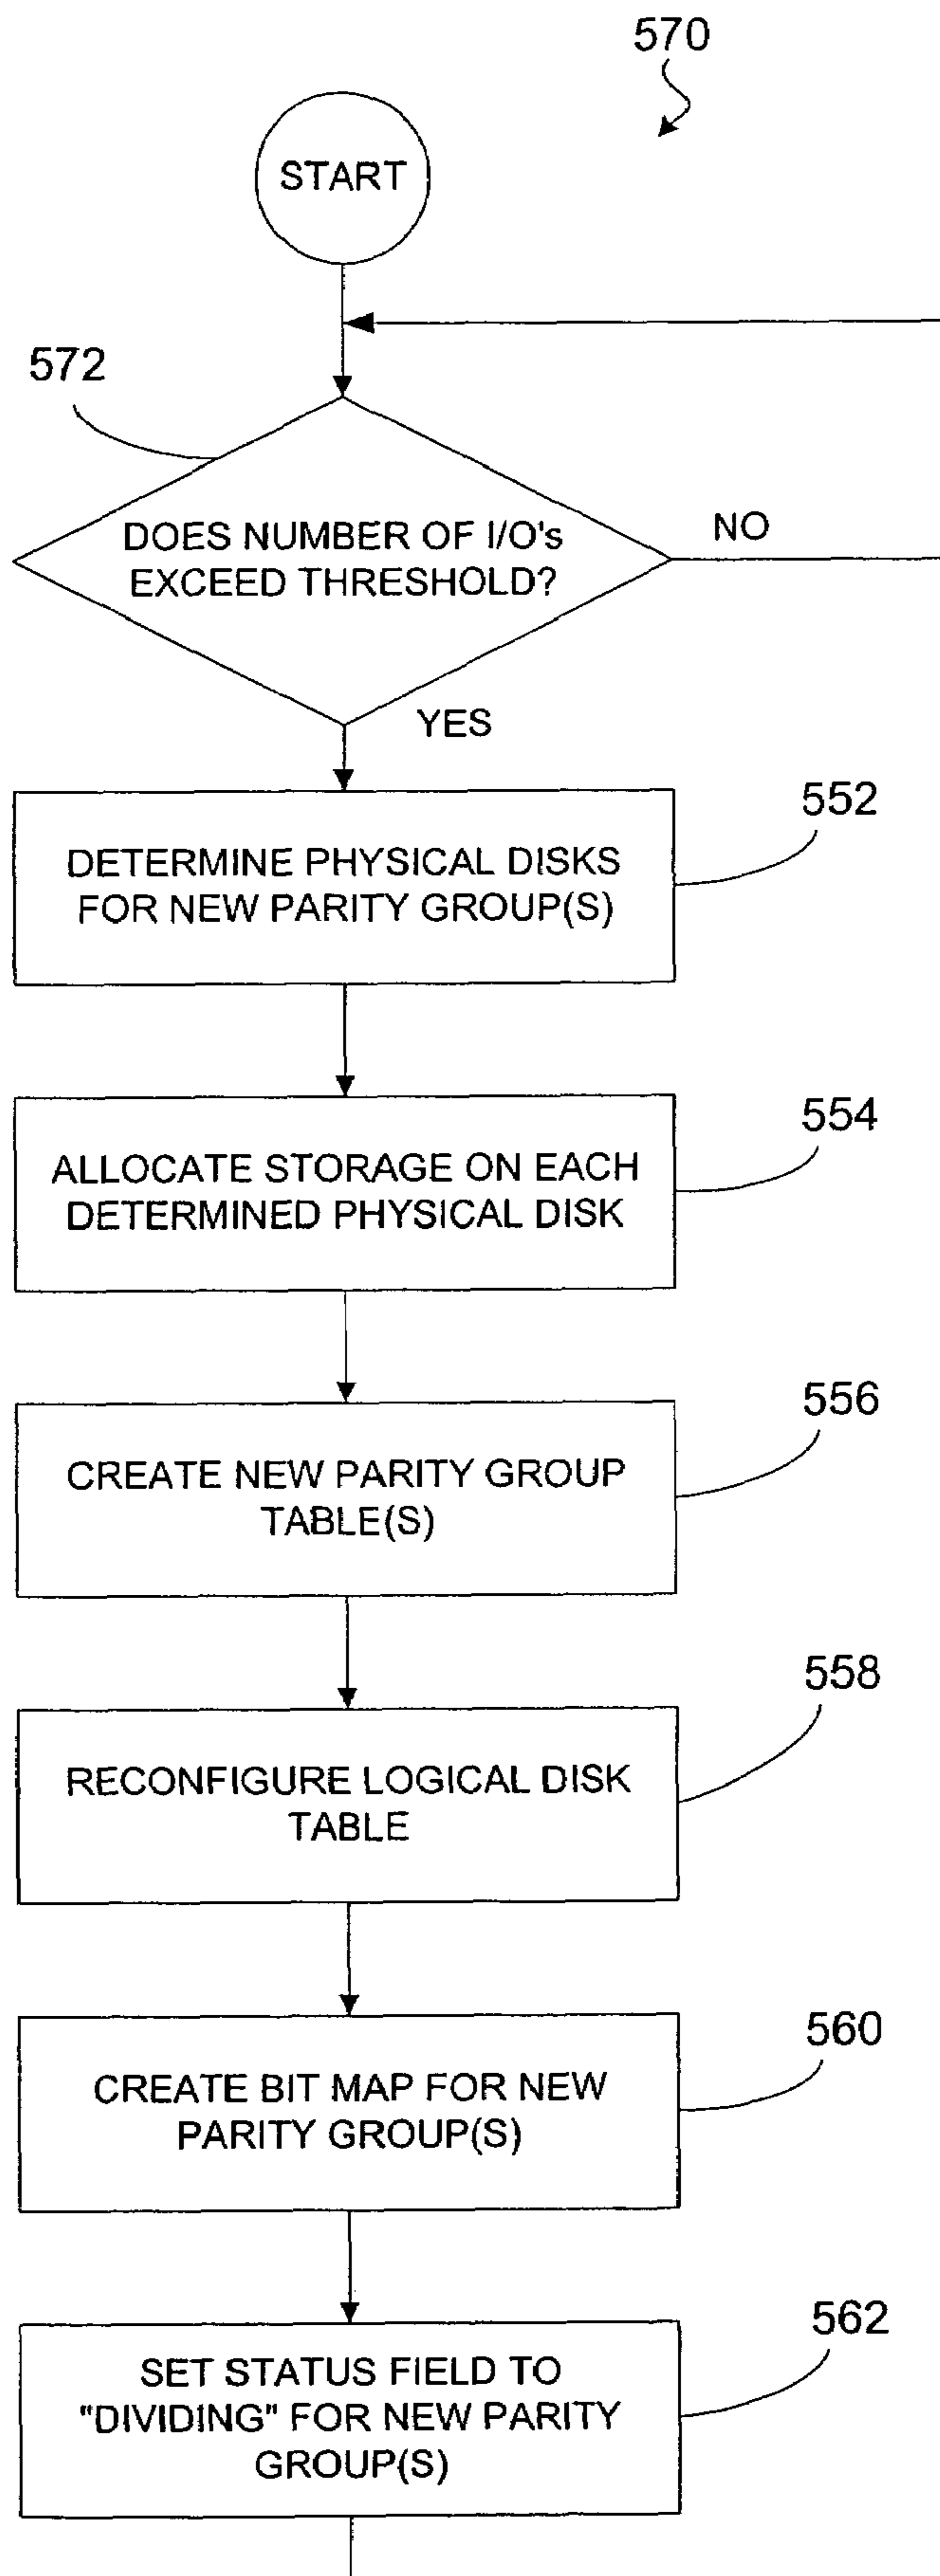 570
START
572
DOES NUMBER OF I/O's
EXCEED THRESHOLD?
NO
YES
552
DETERMINE PHYSICAL DISKS
FOR NEW PARITY GROUP(S)
554
ALLOCATE STORAGE ON EACH
DETERMINED PHYSICAL DISK
556
CREATE NEW PARITY GROUP
TABLE(S)
558
RECONFIGURE LOGICAL DISK
TABLE
560
CREATE BIT MAP FOR NEW
PARITY GROUP(S)
562
SET STATUS FIELD TO
"DIVIDING" FOR NEW PARITY
GROUP(S)